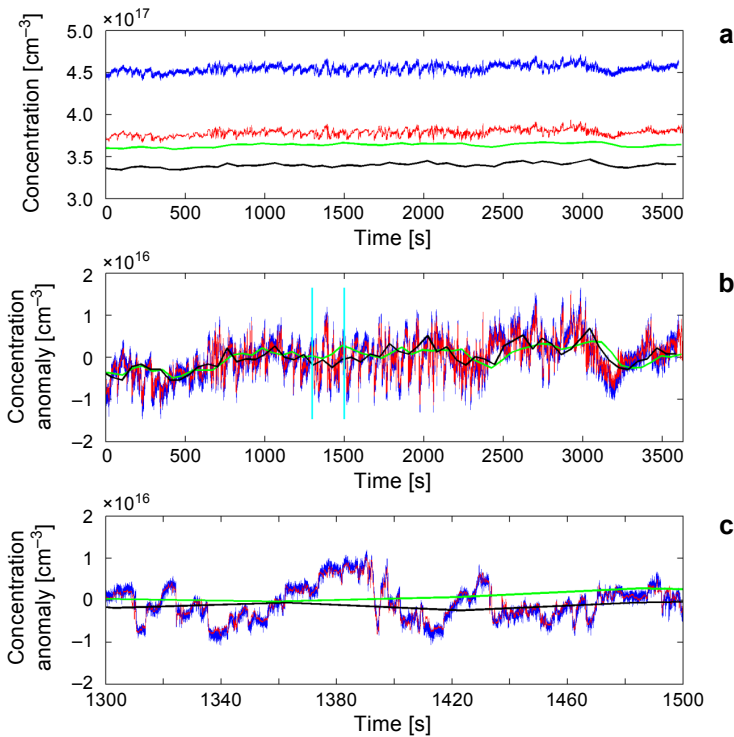 ×10¹⁷
a
5.0
4.5
4.0
3.5
3.0
Concentration [cm⁻³]
0 500 1000 1500 2000 2500 3000 3500
Time [s]
×10¹⁶
b
2
1
0
−1
−2
Concentration
anomaly [cm⁻³]
0 500 1000 1500 2000 2500 3000 3500
Time [s]
×10¹⁶
c
2
1
0
−1
−2
Concentration
anomaly [cm⁻³]
1300 1340 1380 1420 1460 1500
Time [s]